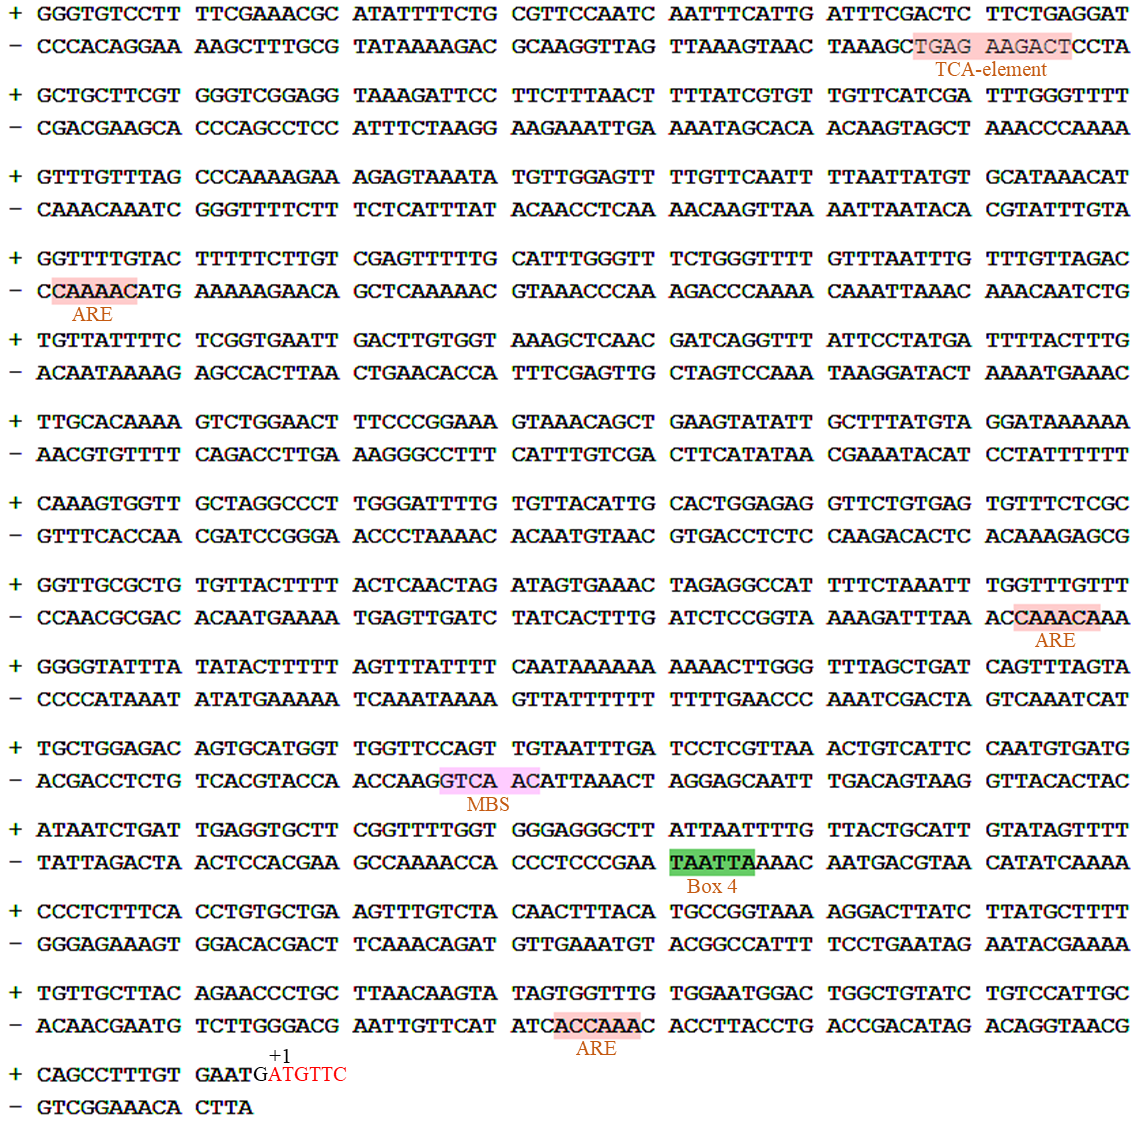 + GGGTGTCCTT TTCGAAACGC ATATTTTCTG CGTTCCAATC AATTTCATTG ATTTCGACTC TTCTGAGGAT
− CCCACAGGAA AAGCTTTGCG TATAAAAGAC GCAAGGTTAG TTAAAGTAAC TAAAGCTGAG AAGACTCCTA
TCA-element
+ GCTGCTTCGT GGGTCGGAGG TAAAGATTCC TTCTTTAACT TTTATCGTGT TGTTCATCGA TTTGGGTTTT
− CGACGAAGCA CCCAGCCTCC ATTTCTAAGG AAGAAATTGA AAATAGCACA ACAAGTAGCT AAACCCAAAA
+ GTTTGTTTAG CCCAAAAGAA AGAGTAAATA TGTTGGAGTT TTGTTCAATT TTAATTATGT GCATAAACAT
− CAAACAAATC GGGTTTTCTT TCTCATTTAT ACAACCTCAA AACAAGTTAA AATTAATACA CGTATTTGTA
+ GGTTTTGTAC TTTTTCTTGT CGAGTTTTTG CATTTGGGTT TCTGGGTTTT GTTTAATTTG TTTGTTAGAC
− CCAAAACATG AAAAAGAACA GCTCAAAAAC GTAAACCCAA AGACCCAAAA CAAATTAAAC AAACAATCTG
ARE
+ TGTTATTTTC TCGGTGAATT GACTTGTGGT AAAGCTCAAC GATCAGGTTT ATTCCTATGA TTTTACTTTG
− ACAATAAAAG AGCCACTTAA CTGAACACCA TTTCGAGTTG CTAGTCCAAA TAAGGATACT AAAATGAAAC
+ TTGCACAAAA GTCTGGAACT TTCCCGGAAA GTAAACAGCT GAAGTATATT GCTTTATGTA GGATAAAAAA
− AACGTGTTTT CAGACCTTGA AAGGGCCTTT CATTTGTCGA CTTCATATAA CGAAATACAT CCTATTTTTT
+ CAAAGTGGTT GCTAGGCCCT TGGGATTTTG TGTTACATTG CACTGGAGAG GTTCTGTGAG TGTTTCTCGC
− GTTTCACCAA CGATCCGGGA ACCCTAAAAC ACAATGTAAC GTGACCTCTC CAAGACACTC ACAAAGAGCG
+ GGTTGCGCTG TGTTACTTTT ACTCAACTAG ATAGTGAAAC TAGAGGCCAT TTTCTAAATT TGGTTTGTTT
− CCAACGCGAC ACAATGAAAA TGAGTTGATC TATCACTTTG ATCTCCGGTA AAAGATTTAA ACCAAACAAA
ARE
+ GGGGTATTTA TATACTTTTT AGTTTATTTT CAATAAAAAA AAAACTTGGG TTTAGCTGAT CAGTTTAGTA
− CCCCATAAAT ATATGAAAAA TCAAATAAAA GTTATTTTTT TTTTGAACCC AAATCGACTA GTCAAATCAT
+ TGCTGGAGAC AGTGCATGGT TGGTTCCAGT TGTAATTTGA TCCTCGTTAA ACTGTCATTC CAATGTGATG
− ACGACCTCTG TCACGTACCA ACCAAGGTCA ACATTAAACT AGGAGCAATT TGACAGTAAG GTTACACTAC
MBS
+ ATAATCTGAT TGAGGTGCTT CGGTTTTGGT GGGAGGGCTT ATTAATTTTG TTACTGCATT GTATAGTTTT
− TATTAGACTA ACTCCACGAA GCCAAAACCA CCCTCCCGAA TAATTAAAAC AATGACGTAA CATATCAAAA
Box 4
+ CCCTCTTTCA CCTGTGCTGA AGTTTGTCTA CAACTTTACA TGCCGGTAAA AGGACTTATC TTATGCTTTT
− GGGAGAAAGT GGACACGACT TCAAACAGAT GTTGAAATGT ACGGCCATTT TCCTGAATAG AATACGAAAA
+ TGTTGCTTAC AGAACCCTGC TTAACAAGTA TAGTGGTTTG TGGAATGGAC TGGCTGTATC TGTCCATTGC
− ACAACGAATG TCTTGGGACG AATTGTTCAT ATCACCAAAC ACCTTACCTG ACCGACATAG ACAGGTAACG
ARE
+1
+ CAGCCTTTGT GAATGATGTTC
− GTCGGAAACA CTTA